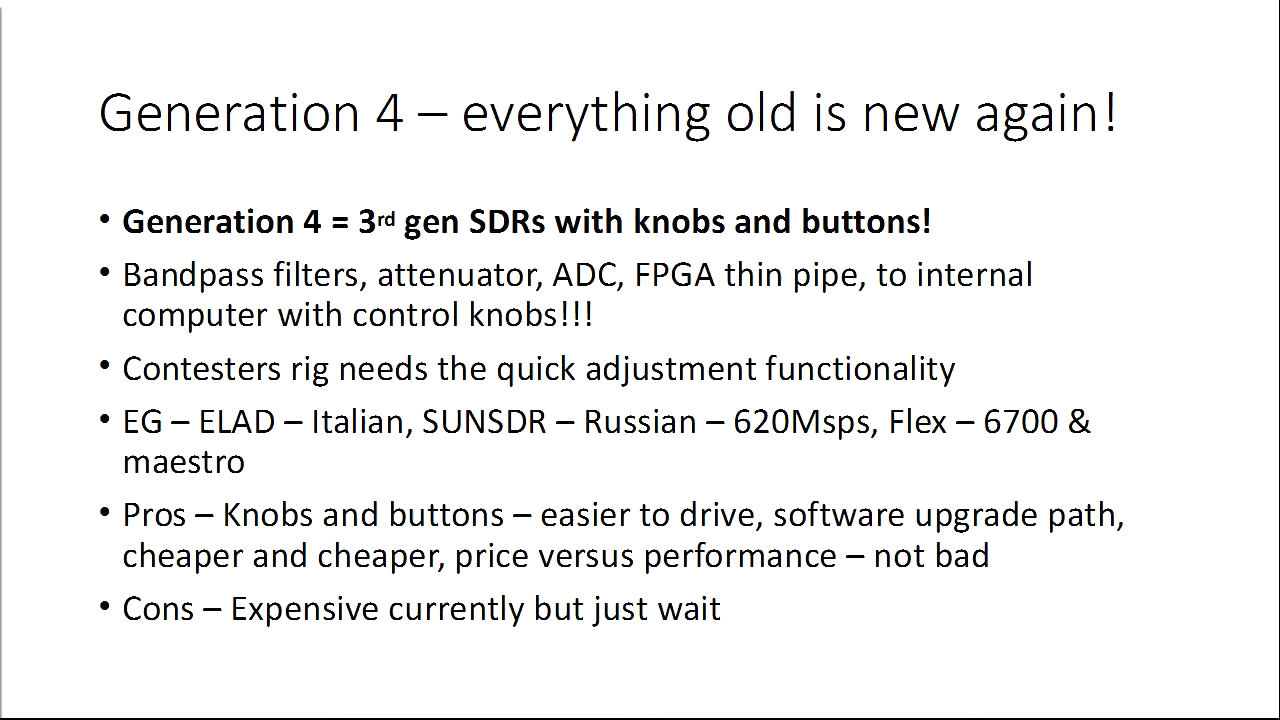 Generation 4 – everything old is new again!
• Generation 4 = 3rd gen SDRs with knobs and buttons!
• Bandpass filters, attenuator, ADC, FPGA thin pipe, to internal
computer with control knobs!!!
• Contesters rig needs the quick adjustment functionality
• EG – ELAD – Italian, SUNSDR – Russian – 620Msps, Flex – 6700 &
maestro
• Pros – Knobs and buttons – easier to drive, software upgrade path,
cheaper and cheaper, price versus performance – not bad
• Cons – Expensive currently but just wait